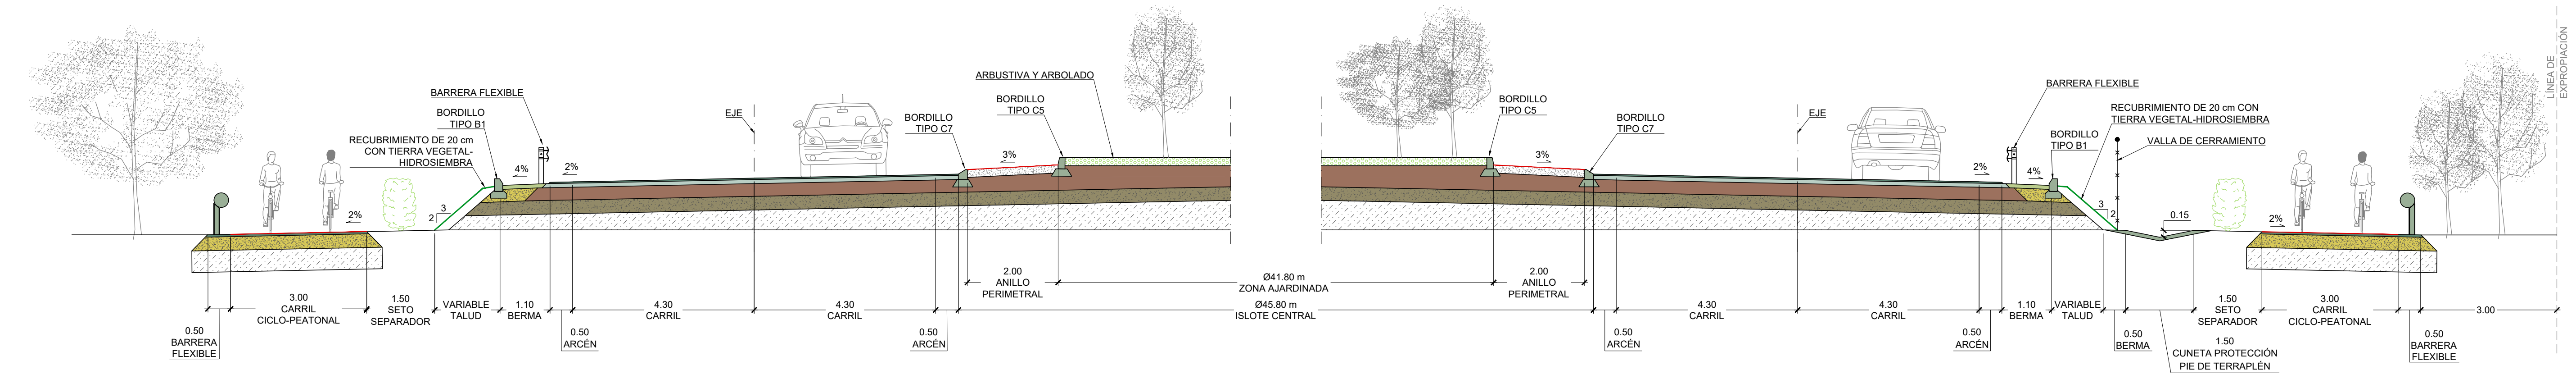 ARBUSTIVA Y ARBOLADO
BARRERA FLEXIBLE
BORDILLO
TIPO B1
RECUBRIMIENTO DE 20 cm
CON TIERRA VEGETAL-
HIDROSIEMBRA
EJE
BORDILLO
TIPO C7
BORDILLO
TIPO C5
BORDILLO
TIPO C5
BORDILLO
TIPO C7
EJE
BARRERA FLEXIBLE
RECUBRIMIENTO DE 20 cm CON
TIERRA VEGETAL-HIDROSIEMBRA
BORDILLO
TIPO B1
VALLA DE CERRAMIENTO
LÍNEA DE
EXPROPIACIÓN
2%
3
2
4%
2%
3%
3%
2%
4%
3
2
0.15
2%
2.00
ANILLO
PERIMETRAL
Ø41.80 m
ZONA AJARDINADA
2.00
ANILLO
PERIMETRAL
0.50
BARRERA
FLEXIBLE
3.00
CARRIL
CICLO-PEATONAL
1.50
SETO
SEPARADOR
VARIABLE
TALUD
1.10
BERMA
0.50
ARCÉN
4.30
CARRIL
4.30
CARRIL
0.50
ARCÉN
Ø45.80 m
ISLOTE CENTRAL
0.50
ARCÉN
4.30
CARRIL
4.30
CARRIL
0.50
ARCÉN
1.10
BERMA
VARIABLE
TALUD
0.50
BERMA
1.50
CUNETA PROTECCIÓN
PIE DE TERRAPLÉN
1.50
SETO
SEPARADOR
3.00
CARRIL
CICLO-PEATONAL
0.50
BARRERA
FLEXIBLE
3.00